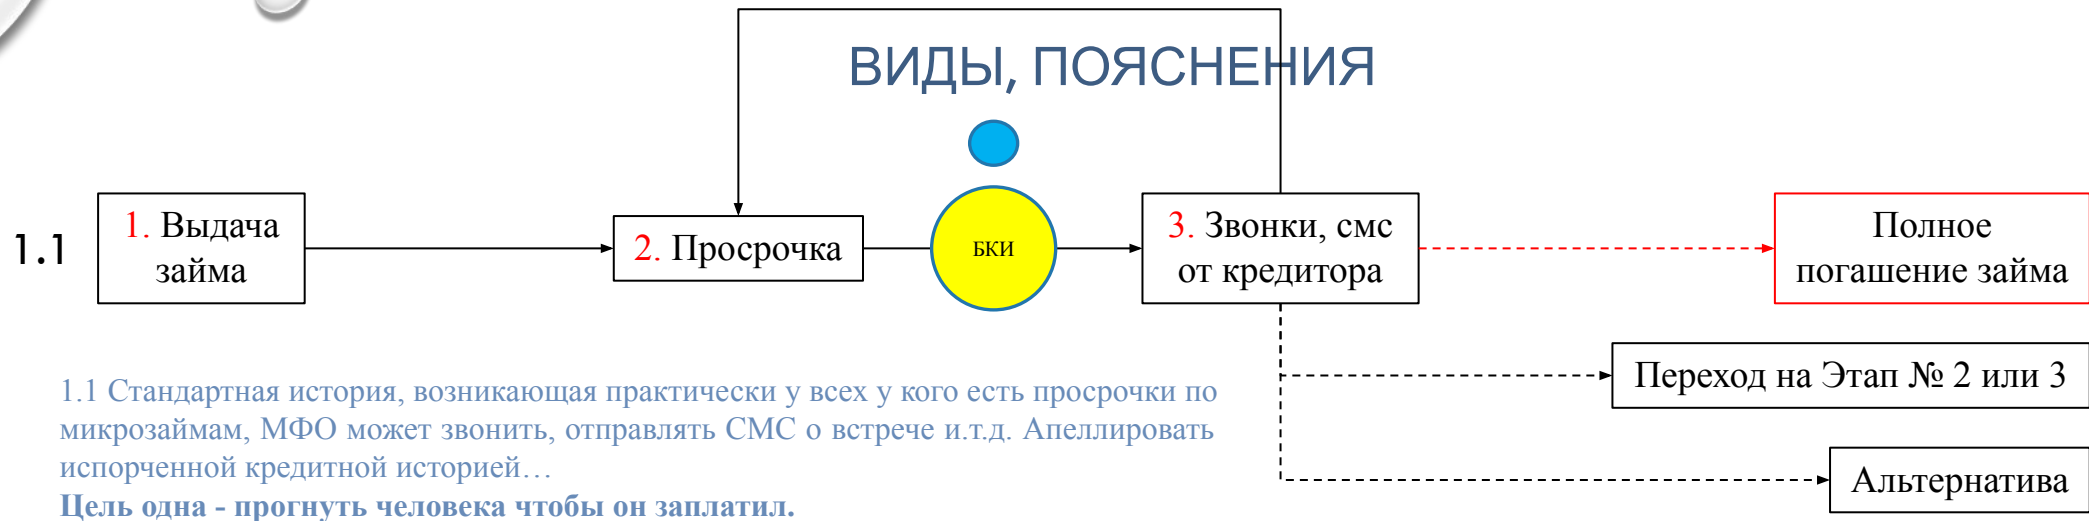 ВИДЫ, ПОЯСНЕНИЯ
1.1
1. Выдача
займа
2. Просрочка
БКИ
3. Звонки, смс
от кредитора
Полное
погашение займа
Переход на Этап № 2 или 3
Альтернатива
1.1 Стандартная история, возникающая практически у всех у кого есть просрочки по
микрозаймам, МФО может звонить, отправлять СМС о встрече и.т.д. Апеллировать
испорченной кредитной историей…
Цель одна - прогнуть человека чтобы он заплатил.